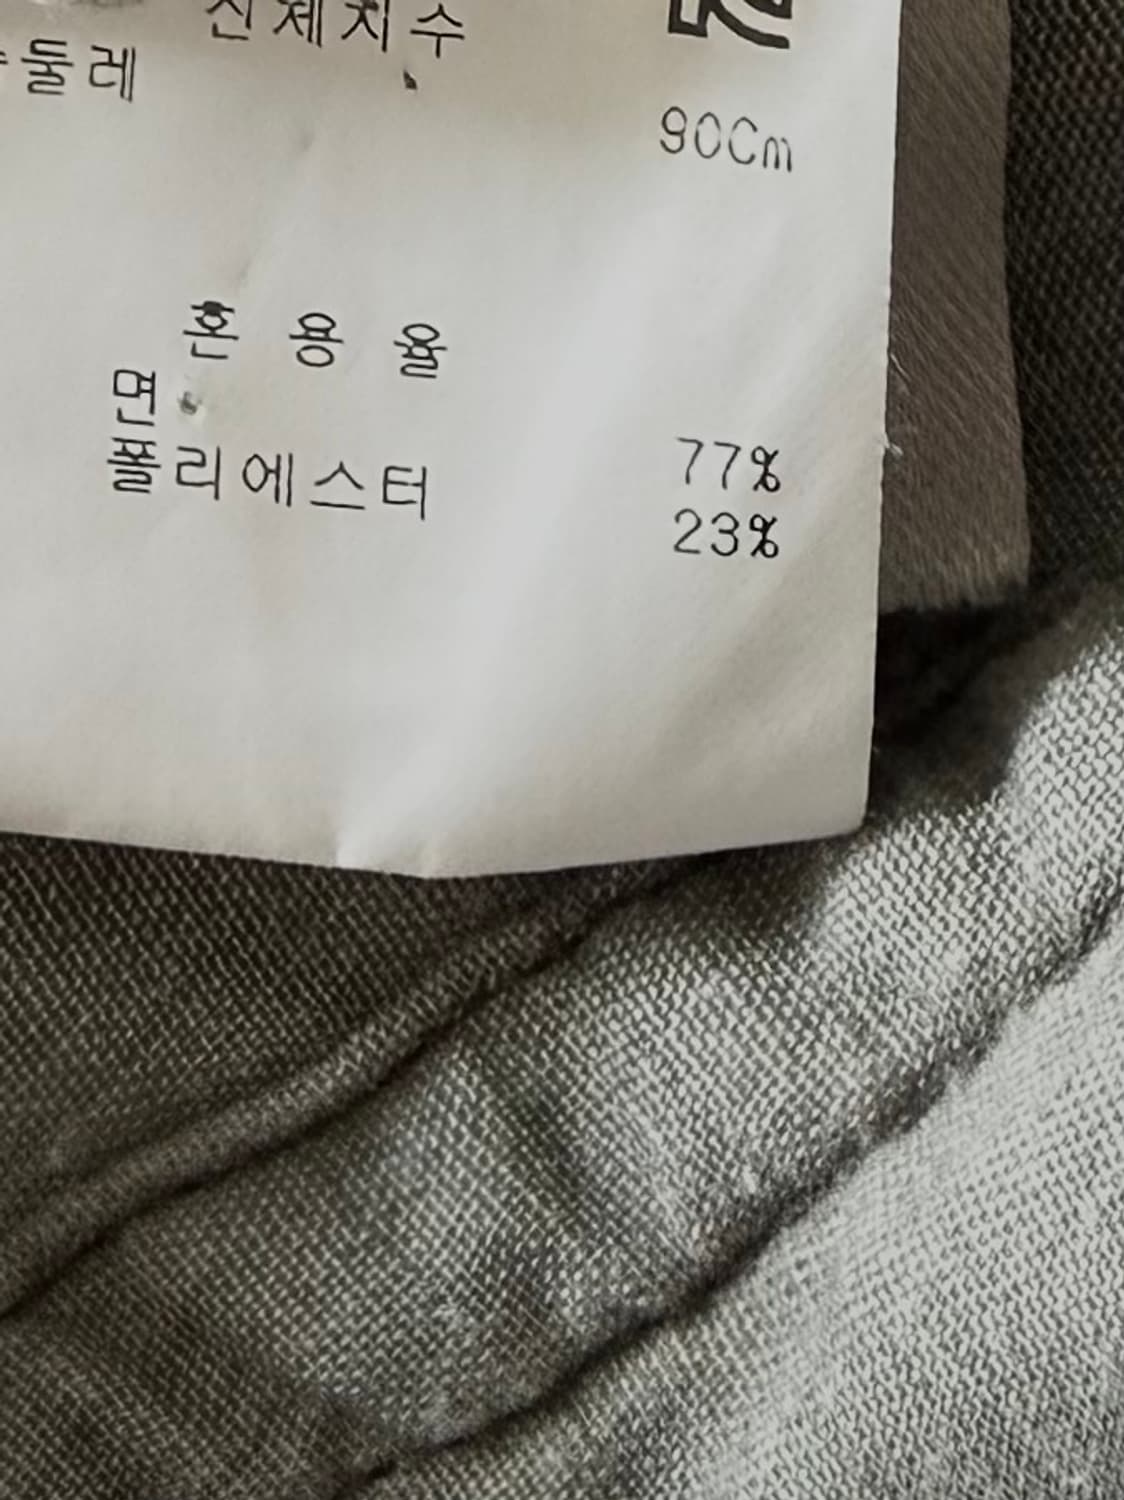 신체치수
둘레
90Cm
혼용율
면 77%
폴리에스터 23%